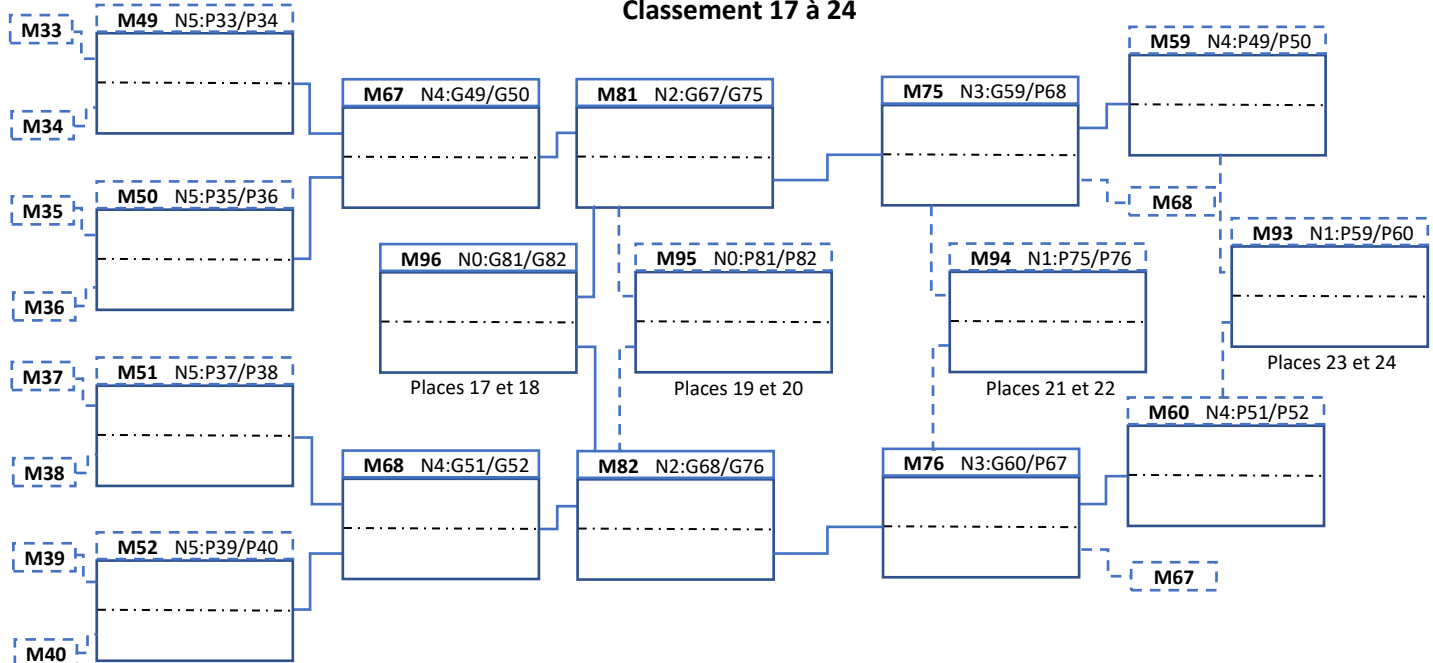 Classement 17 à 24
M33
M49 N5:P33/P34
M34
M35
M50 N5:P35/P36
M36
M37
M51 N5:P37/P38
M38
M39
M52 N5:P39/P40
M40
M67 N4:G49/G50
M68 N4:G51/G52
M81 N2:G67/G75
M96 N0:G81/G82
Places 17 et 18
M95 N0:P81/P82
Places 19 et 20
M82 N2:G68/G76
M75 N3:G59/P68
M68
M94 N1:P75/P76
Places 21 et 22
M76 N3:G60/P67
M67
M59 N4:P49/P50
M93 N1:P59/P60
Places 23 et 24
M60 N4:P51/P52